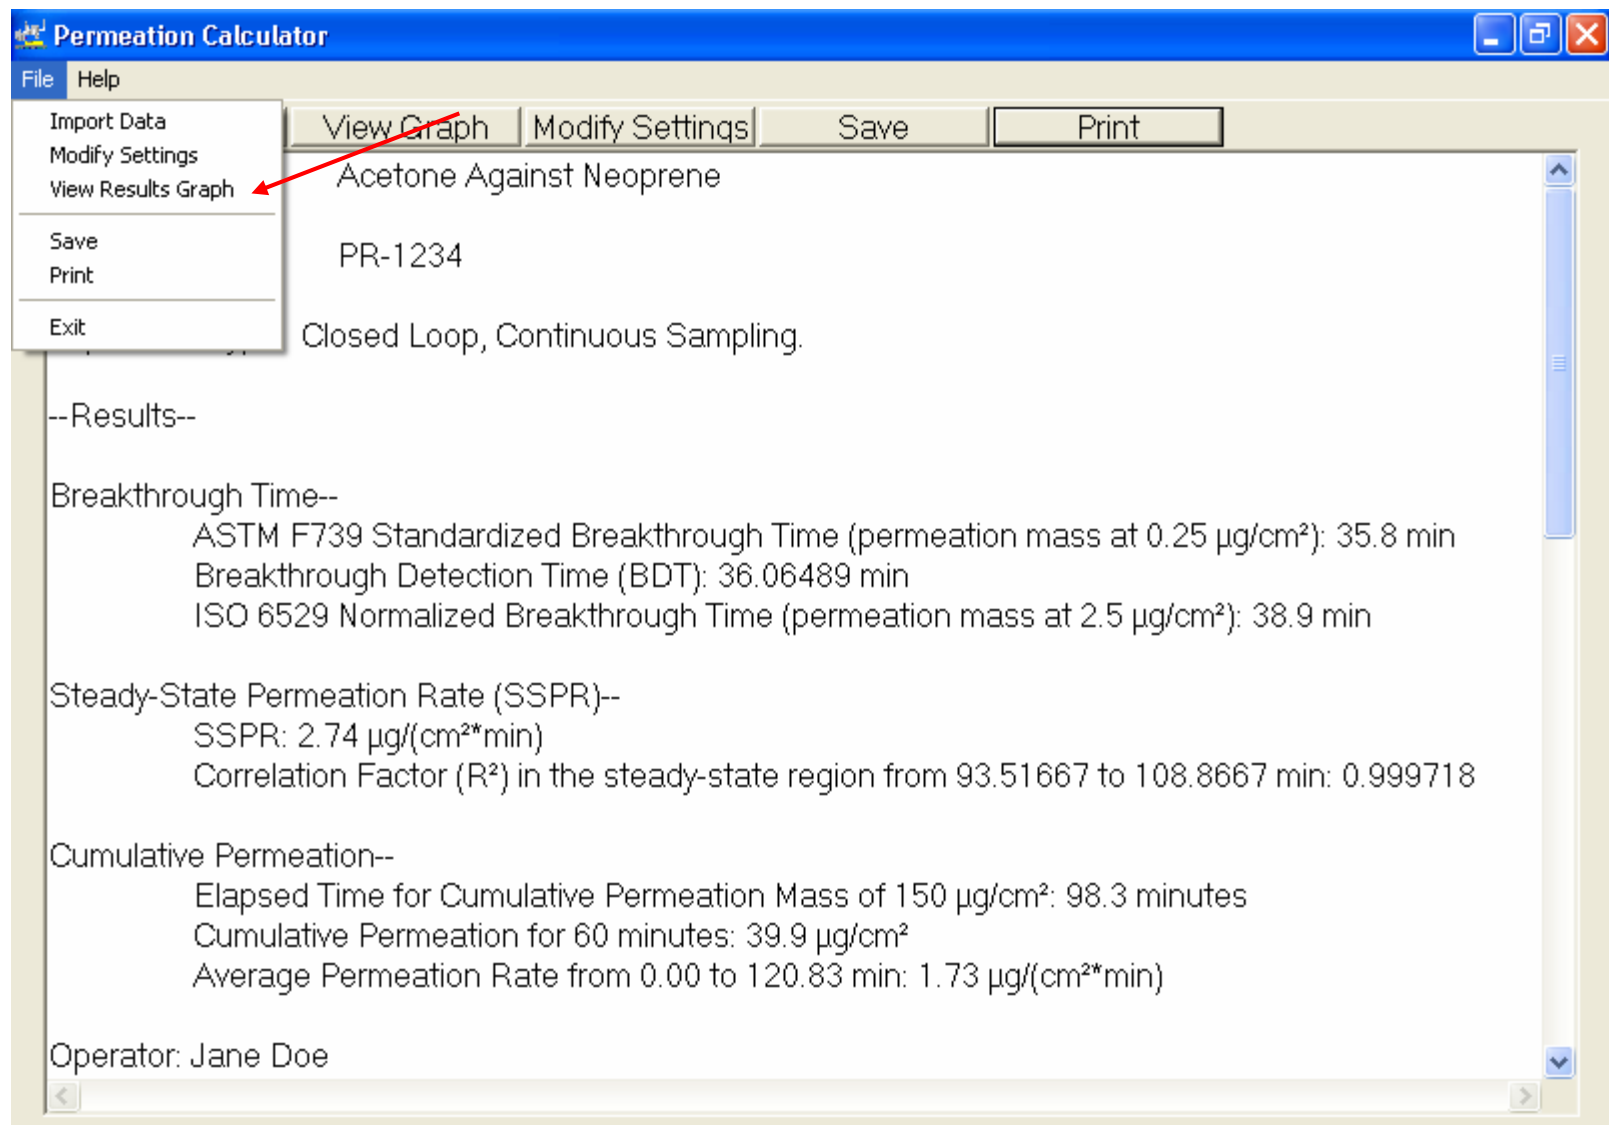 Permeation Calculator
File Help
Import Data
Modify Settings
View Results Graph
Save
Print
Exit
View Graph Modify Settings Save Print
Acetone Against Neoprene
PR-1234
Closed Loop, Continuous Sampling.
--Results--
Breakthrough Time--
ASTM F739 Standardized Breakthrough Time (permeation mass at 0.25 µg/cm²): 35.8 min
Breakthrough Detection Time (BDT): 36.06489 min
ISO 6529 Normalized Breakthrough Time (permeation mass at 2.5 µg/cm²): 38.9 min
Steady-State Permeation Rate (SSPR)--
SSPR: 2.74 µg/(cm²*min)
Correlation Factor (R²) in the steady-state region from 93.51667 to 108.8667 min: 0.999718
Cumulative Permeation--
Elapsed Time for Cumulative Permeation Mass of 150 µg/cm²: 98.3 minutes
Cumulative Permeation for 60 minutes: 39.9 µg/cm²
Average Permeation Rate from 0.00 to 120.83 min: 1.73 µg/(cm²*min)
Operator: Jane Doe